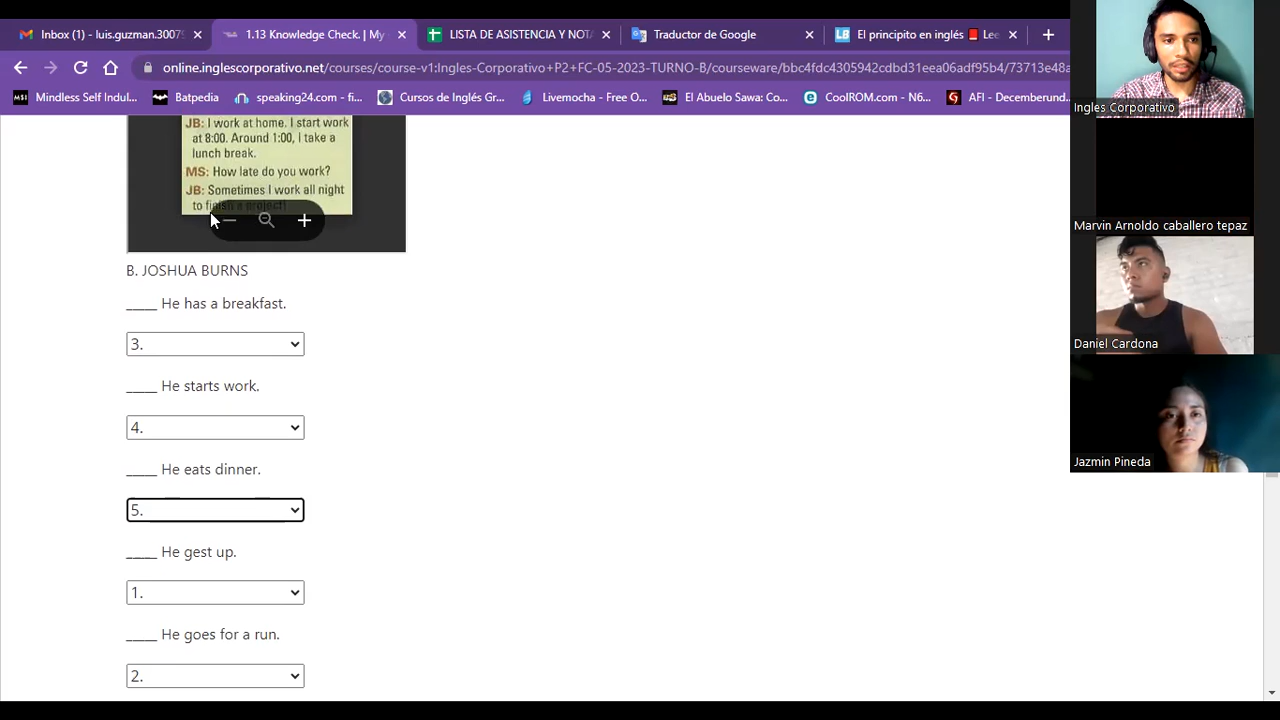 Inbox (1) - luis.guzman.30079
1.13 Knowledge Check. | My
LISTA DE ASISTENCIA Y NOTA
Traductor de Google
El principito en inglés 📕 Lee
online.inglescorporativo.net/courses/course-v1:Ingles-Corporativo+P2+FC-05-2023-TURNO-B/courseware/bbc4fdc4305942cdbd31eea06adf95b4/73713e48a
Mindless Self Indul...
Batpedia
speaking24.com - fi...
Cursos de Inglés Gr...
Livemocha - Free O...
El Abuelo Sawa: Co...
CoolROM.com - N6...
AFI - Decemberund...
JB: I work at home. I start work
at 8:00. Around 1:00, I take a
lunch break.
MS: How late do you work?
JB: Sometimes I work all night
to finish a project!
B. JOSHUA BURNS
_____ He has a breakfast.
3.
_____ He starts work.
4.
_____ He eats dinner.
5.
_____ He gest up.
1.
_____ He goes for a run.
2.
Ingles Corporativo
Marvin Arnoldo caballero tepaz
Daniel Cardona
Jazmin Pineda